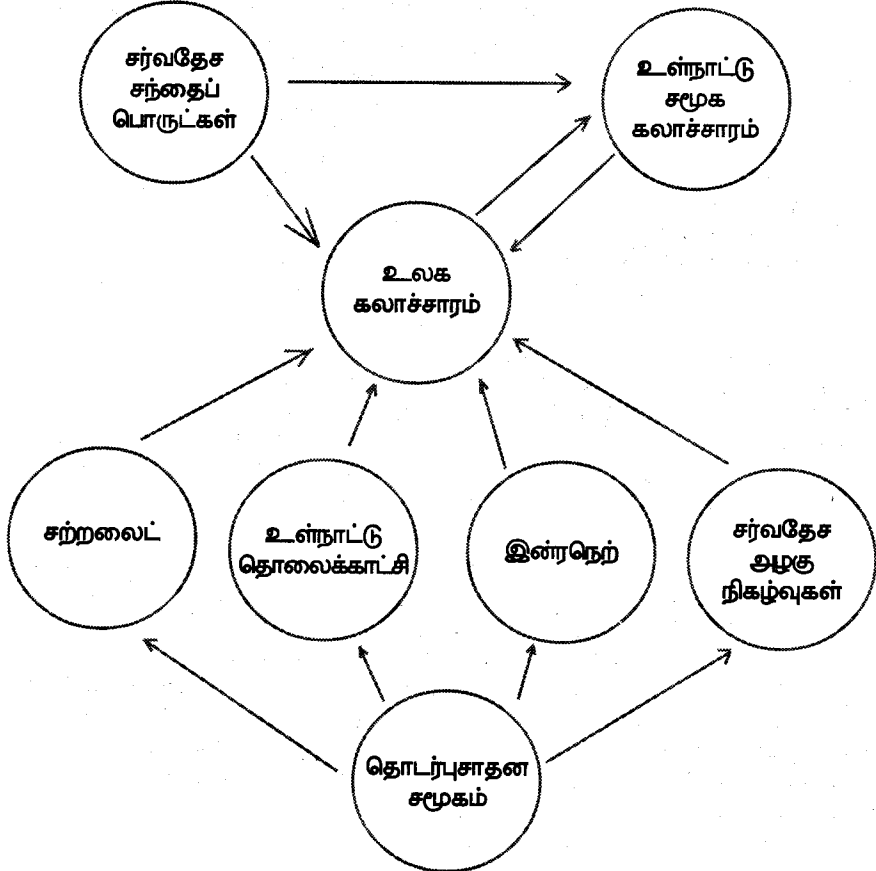 சர்வதேச
சந்தைப்
பொருட்கள்
உள்நாட்டு
சமூக
கலாச்சாரம்
உலக
கலாச்சாரம்
சற்றலைட்
உள்நாட்டு
தொலைக்காட்சி
இன்ரநெற்
சர்வதேச
அழகு
நிகழ்வுகள்
தொடர்புசாதன
சமூகம்